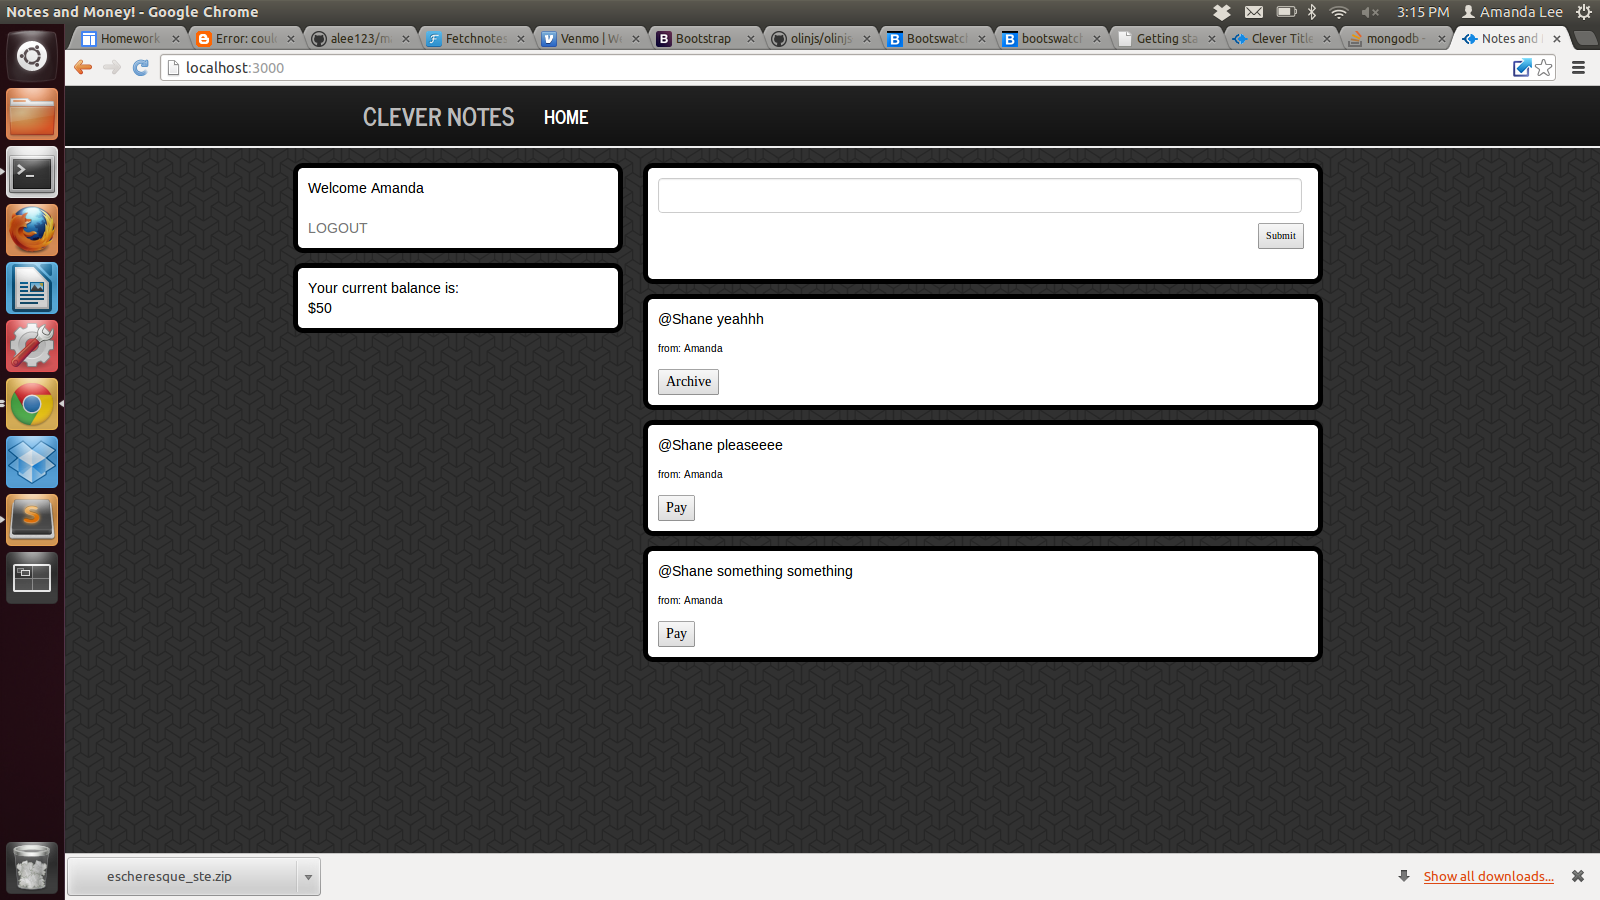 Notes and Money! - Google Chrome
3:15 PM
Amanda Lee
Homework
Error: coul
alee123/m
Fetchnotes
Venmo | W
Bootstrap
olinjs/olinjs
Bootswatch
bootswatch
Getting sta
Clever Title
mongodb -
Notes and
localhost:3000
CLEVER NOTES
HOME
Welcome Amanda
LOGOUT
Your current balance is:
$50
Submit
@Shane yeahhh
from: Amanda
Archive
@Shane pleaseeee
from: Amanda
Pay
@Shane something something
from: Amanda
Pay
escheresque_ste.zip
Show all downloads...